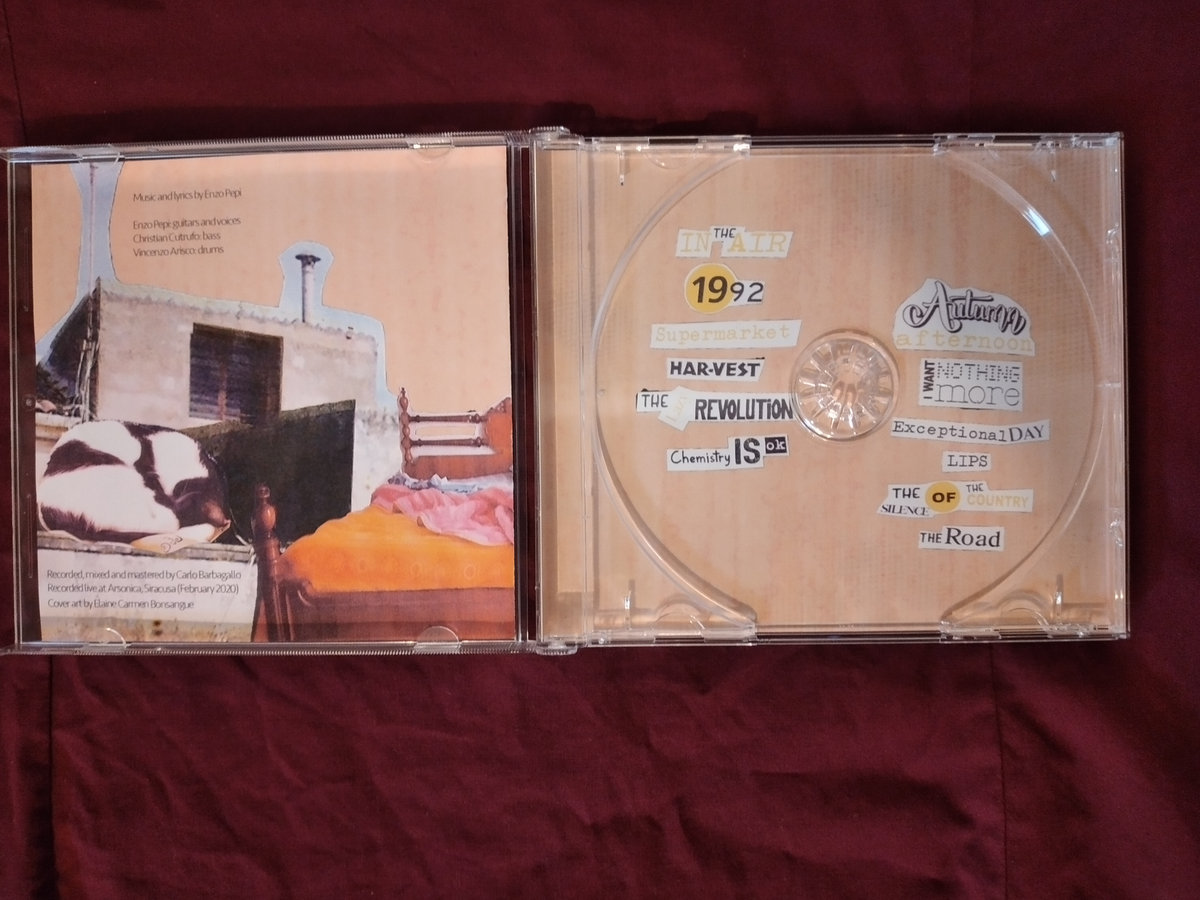 Music and lyrics by Enzo Pepi
Enzo Pepi: guitars and voices
Christian Cutrufo: bass
Vincenzo Arisco: drums
Recorded, mixed and mastered by Carlo Barbagallo
Recorded live at Arsonica, Siracusa (February 2020)
Cover art by Elaine Carmen Bonsangue
IN THE AIR
1992
Supermarket
HAR-VEST
THE REVOLUTION
Chemistry IS ok
Autumn
afternoon
I WANT NOTHING
more
Exceptional DAY
LIPS
THE SILENCE OF THE COUNTRY
THE Road